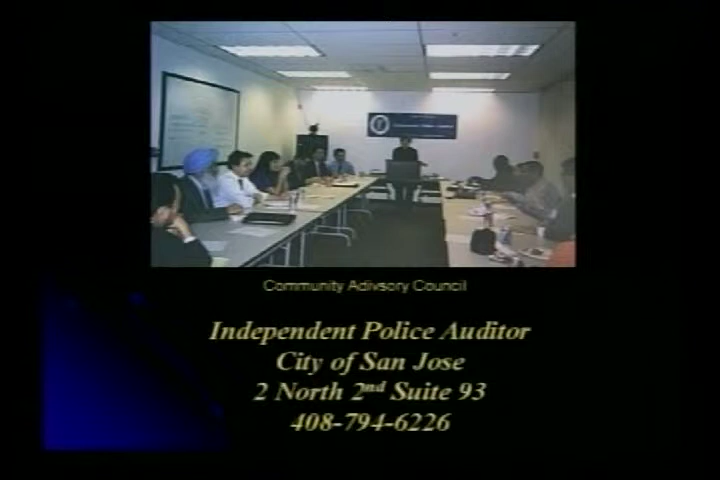 Community Adivsory Council
Independent Police Auditor
City of San Jose
2 North 2nd Suite 93
408-794-6226